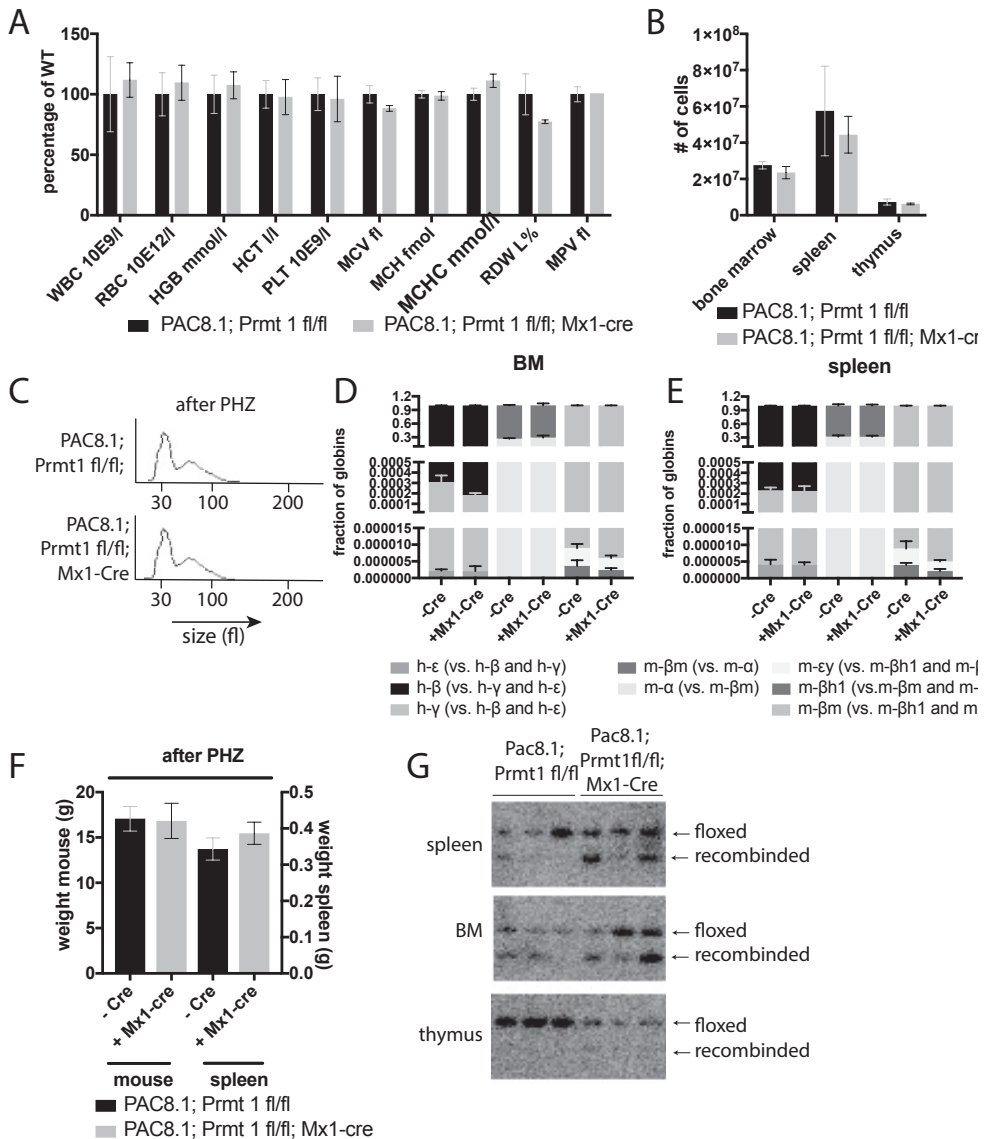 A
percentage of WT
150
100
50
0
WBC 10E9/l
RBC 10E12/l
HGB mmol/l
HCT l/l
PLT 10E9/l
MCV fl
MCH fmol
MCHC mmol/l
RDW L%
MPV fl
PAC8.1; Prmt 1 fl/fl
PAC8.1; Prmt 1 fl/fl; Mx1-cre
B
# of cells
1×10⁸
8×10⁷
6×10⁷
4×10⁷
2×10⁷
0
bone marrow
spleen
thymus
PAC8.1; Prmt 1 fl/fl
PAC8.1; Prmt 1 fl/fl; Mx1-cr
C
after PHZ
PAC8.1;
Prmt1 fl/fl;
30 100 200
PAC8.1;
Prmt1 fl/fl;
Mx1-Cre
30 100 200
size (fl)
D
BM
fraction of globins
1.2
0.9
0.6
0.3
0.0005
0.0004
0.0003
0.0002
0.0001
0.000015
0.000010
0.000005
0.000000
-Cre
+Mx1-Cre
-Cre
+Mx1-Cre
-Cre
+Mx1-Cre
E
spleen
fraction of globins
1.2
0.9
0.6
0.3
0.0005
0.0004
0.0003
0.0002
0.0001
0.000015
0.000010
0.000005
0.000000
-Cre
+Mx1-Cre
-Cre
+Mx1-Cre
-Cre
+Mx1-Cre
h-ε (vs. h-β and h-γ)
h-β (vs. h-γ and h-ε)
h-γ (vs. h-β and h-ε)
m-βm (vs. m-α)
m-α (vs. m-βm)
m-εy (vs. m-βh1 and m-β
m-βh1 (vs.m-βm and m-
m-βm (vs. m-βh1 and m
F
after PHZ
weight mouse (g)
20
15
10
5
0
weight spleen (g)
0.5
0.4
0.3
0.2
0.1
0.0
- Cre
+ Mx1-cre
- Cre
+ Mx1-cre
mouse
spleen
PAC8.1; Prmt 1 fl/fl
PAC8.1; Prmt 1 fl/fl; Mx1-cre
G
Pac8.1;
Prmt1 fl/fl
Pac8.1;
Prmt1fl/fl;
Mx1-Cre
spleen
← floxed
← recombinded
BM
← floxed
← recombinded
thymus
← floxed
← recombinded